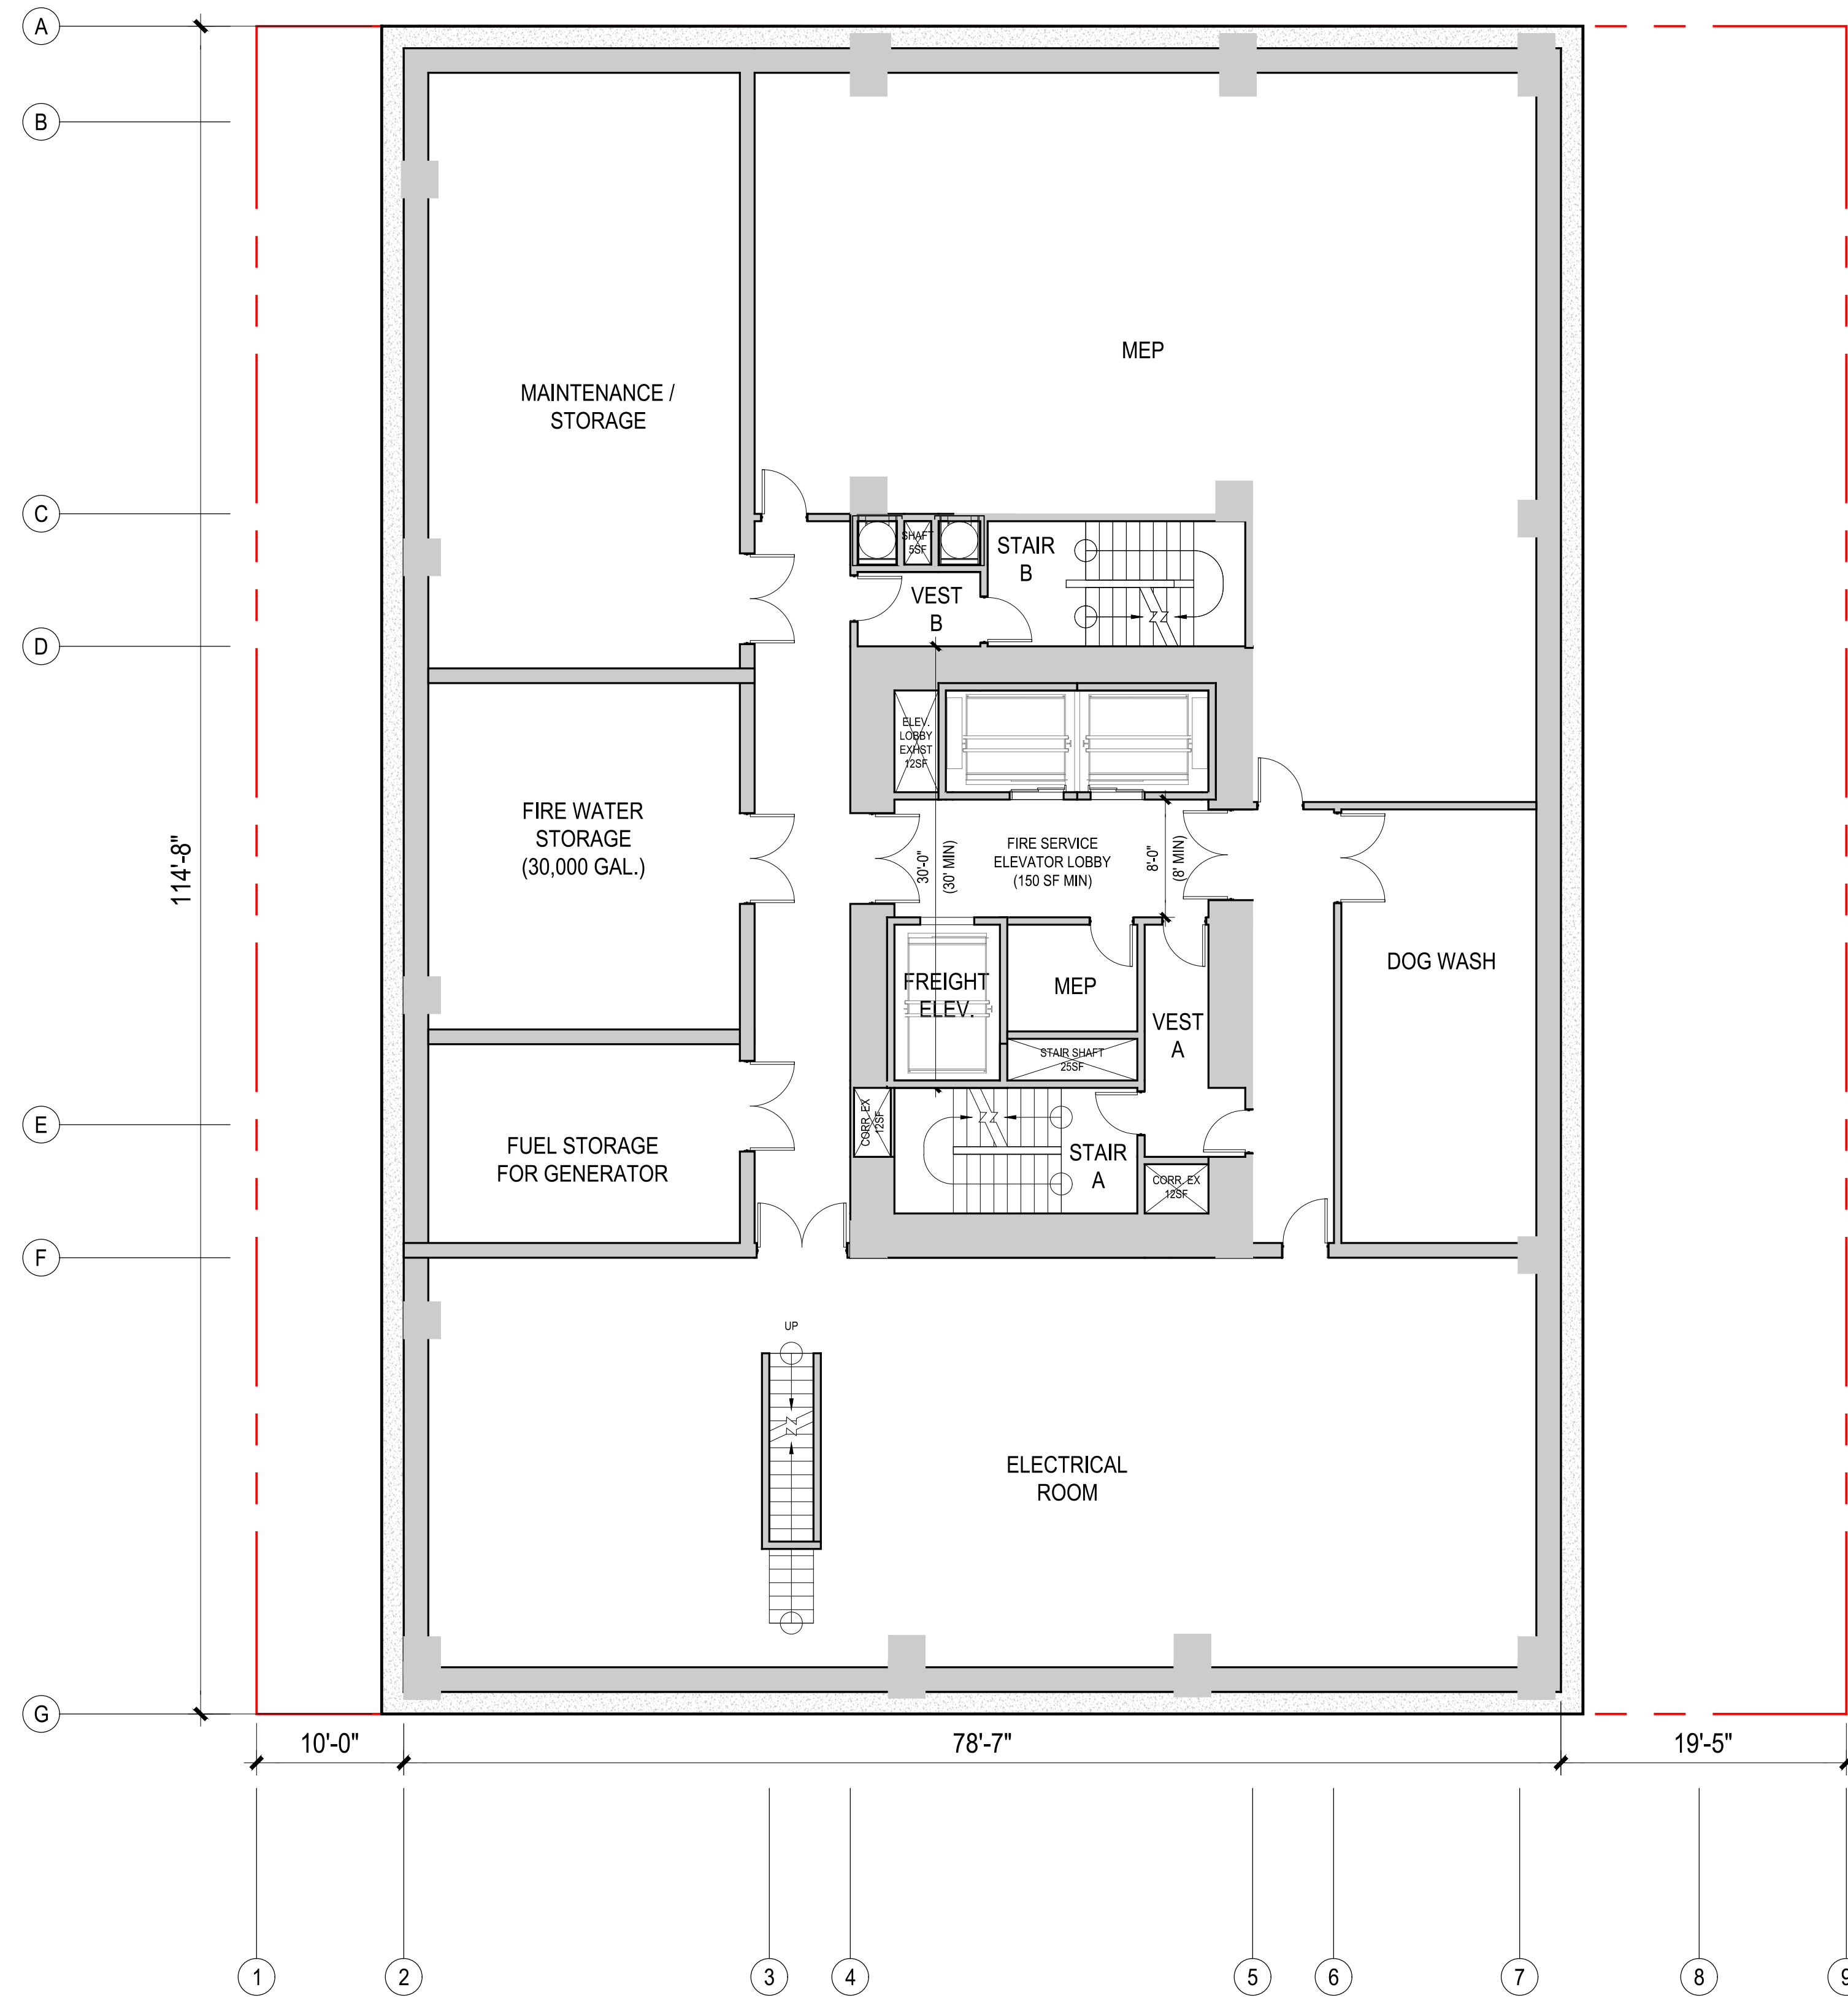 A
B
MEP
MAINTENANCE /
STORAGE
C
SHAFT
5SF
STAIR
B
VEST
B
D
ELEV.
LOBBY
EXHST
12SF
FIRE WATER
STORAGE
(30,000 GAL.)
114'-8"
30'-0"
(30' MIN)
FIRE SERVICE
ELEVATOR LOBBY
(150 SF MIN)
8'-0"
(8' MIN)
DOG WASH
FREIGHT
ELEV.
MEP
VEST
A
STAIR SHAFT
25SF
E
CORR. EX
12SF
FUEL STORAGE
FOR GENERATOR
STAIR
A
CORR. EX
12SF
F
UP
ELECTRICAL
ROOM
G
10'-0"
78'-7"
19'-5"
1
2
3
4
5
6
7
8
9